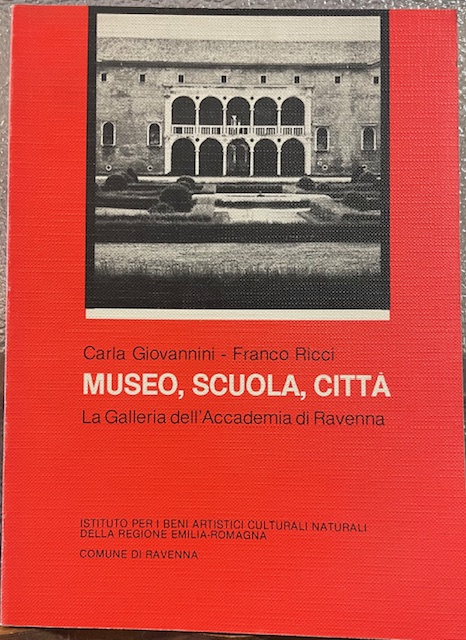 Carla Giovannini - Franco Ricci
MUSEO, SCUOLA, CITTÀ
La Galleria dell'Accademia di Ravenna
ISTITUTO PER I BENI ARTISTICI CULTURALI NATURALI
DELLA REGIONE EMILIA-ROMAGNA
COMUNE DI RAVENNA